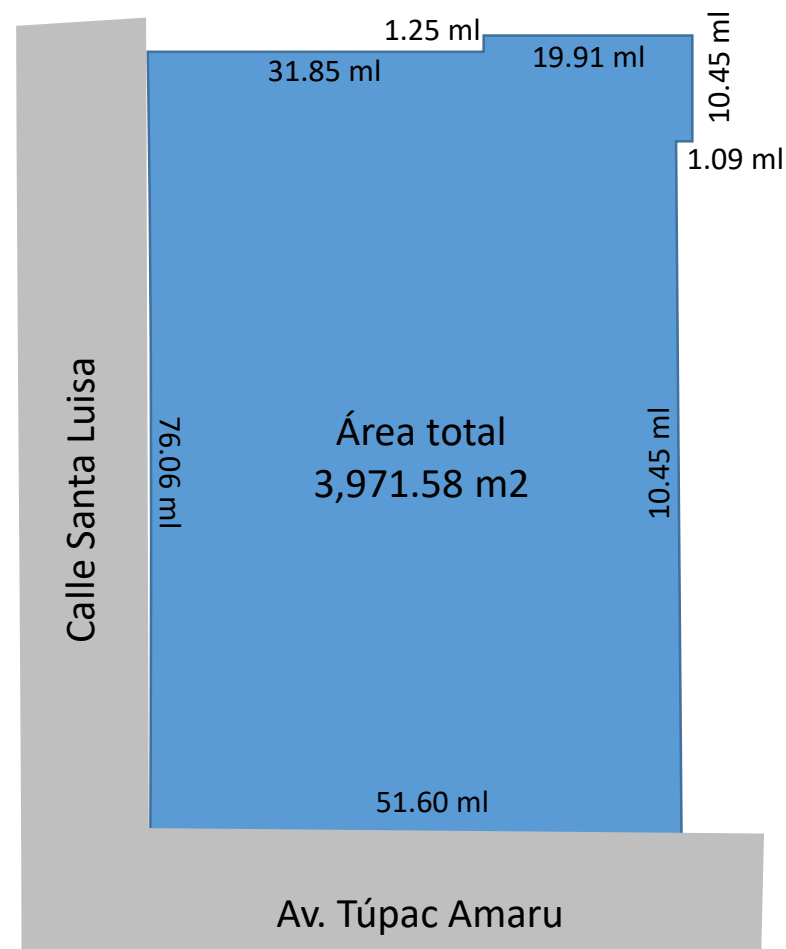 1.25 ml
31.85 ml
19.91 ml
10.45 ml
1.09 ml
Calle Santa Luisa
76.06 ml
Área total
3,971.58 m2
10.45 ml
51.60 ml
Av. Túpac Amaru